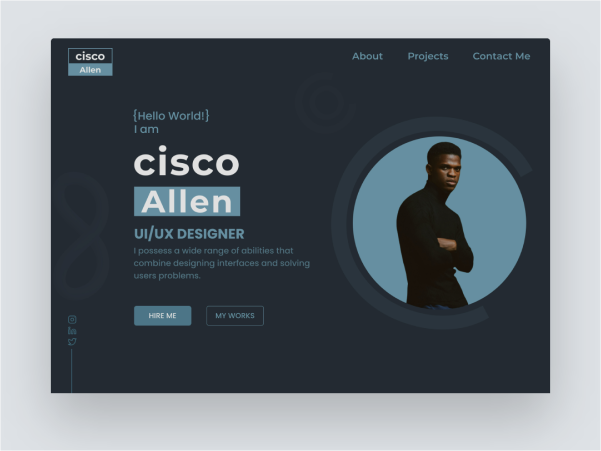 cisco
Allen
About
Projects
Contact Me
{Hello World!}
I am
cisco
Allen
UI/UX DESIGNER
I possess a wide range of abilities that
combine designing interfaces and solving
users problems.
HIRE ME
MY WORKS